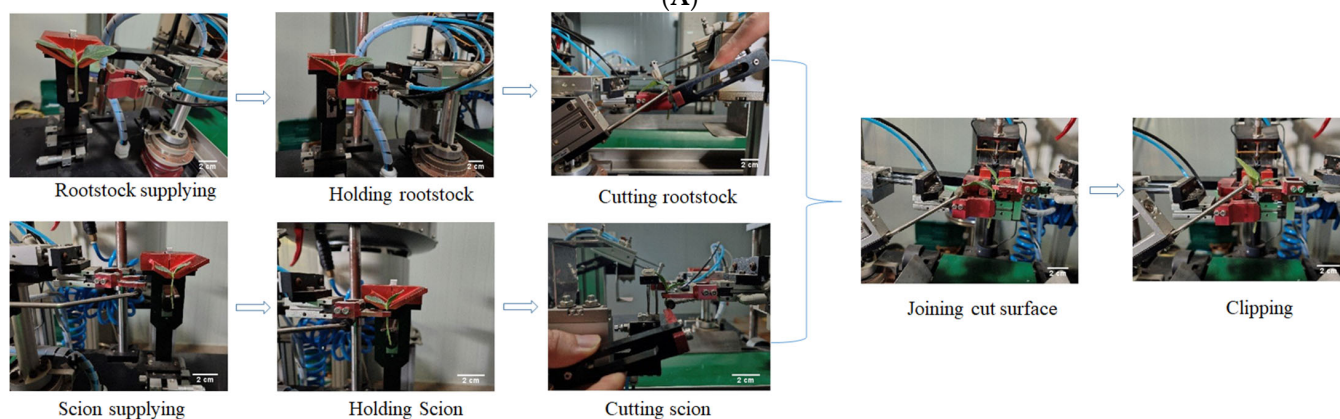 (A)
2 cm
2 cm
2 cm
Rootstock supplying
Holding rootstock
Cutting rootstock
2 cm
2 cm
Joining cut surface
Clipping
2 cm
2 cm
2 cm
Scion supplying
Holding Scion
Cutting scion